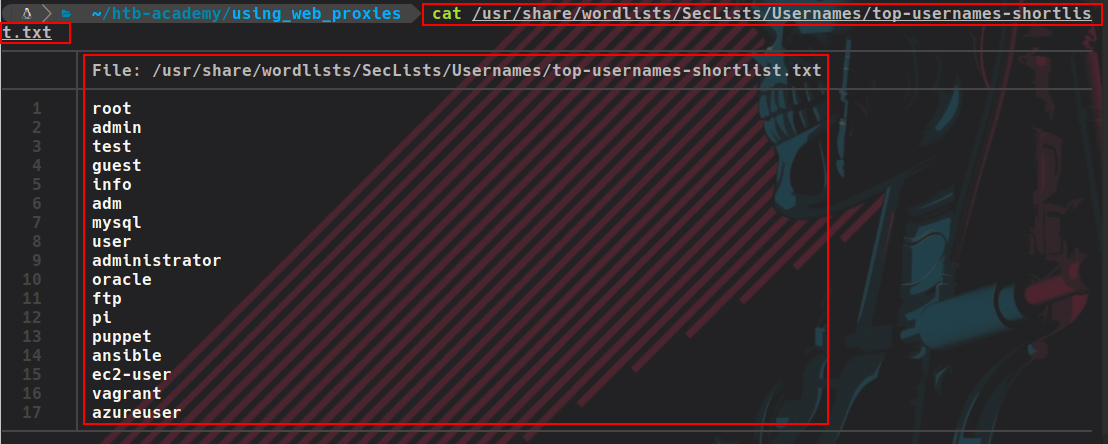 ~/htb-academy/using_web_proxies cat /usr/share/wordlists/SecLists/Usernames/top-usernames-shortlis
t.txt
File: /usr/share/wordlists/SecLists/Usernames/top-usernames-shortlist.txt
1 root
2 admin
3 test
4 guest
5 info
6 adm
7 mysql
8 user
9 administrator
10 oracle
11 ftp
12 pi
13 puppet
14 ansible
15 ec2-user
16 vagrant
17 azureuser